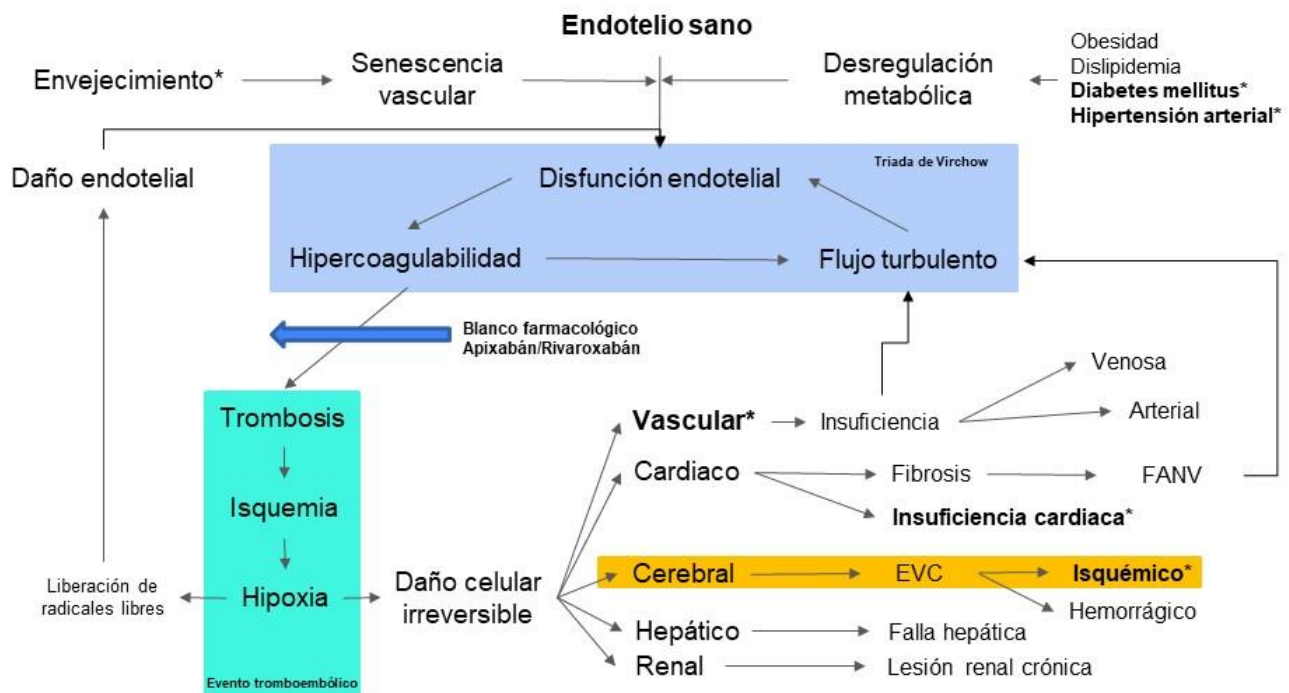 Endotelio sano
Envejecimiento*
Senescencia
vascular
Desregulación
metabólica
Obesidad
Dislipidemia
Diabetes mellitus*
Hipertensión arterial*
Daño endotelial
Triada de Virchow
Disfunción endotelial
Hipercoagulabilidad
Flujo turbulento
Blanco farmacológico
Apixabán/Rivaroxabán
Trombosis
Isquemia
Hipoxia
Evento tromboembólico
Liberación de
radicales libres
Daño celular
irreversible
Vascular*
Insuficiencia
Venosa
Arterial
Cardiaco
Fibrosis
FANV
Insuficiencia cardiaca*
Cerebral
EVC
Isquémico*
Hemorrágico
Hepático
Falla hepática
Renal
Lesión renal crónica